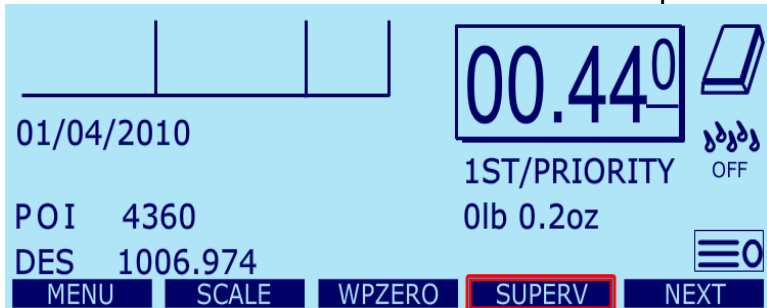 00.440
01/04/2010
1ST/PRIORITY
OFF
POI 4360
0lb 0.2oz
DES 1006.974
0
MENU SCALE WPZERO SUPERV NEXT